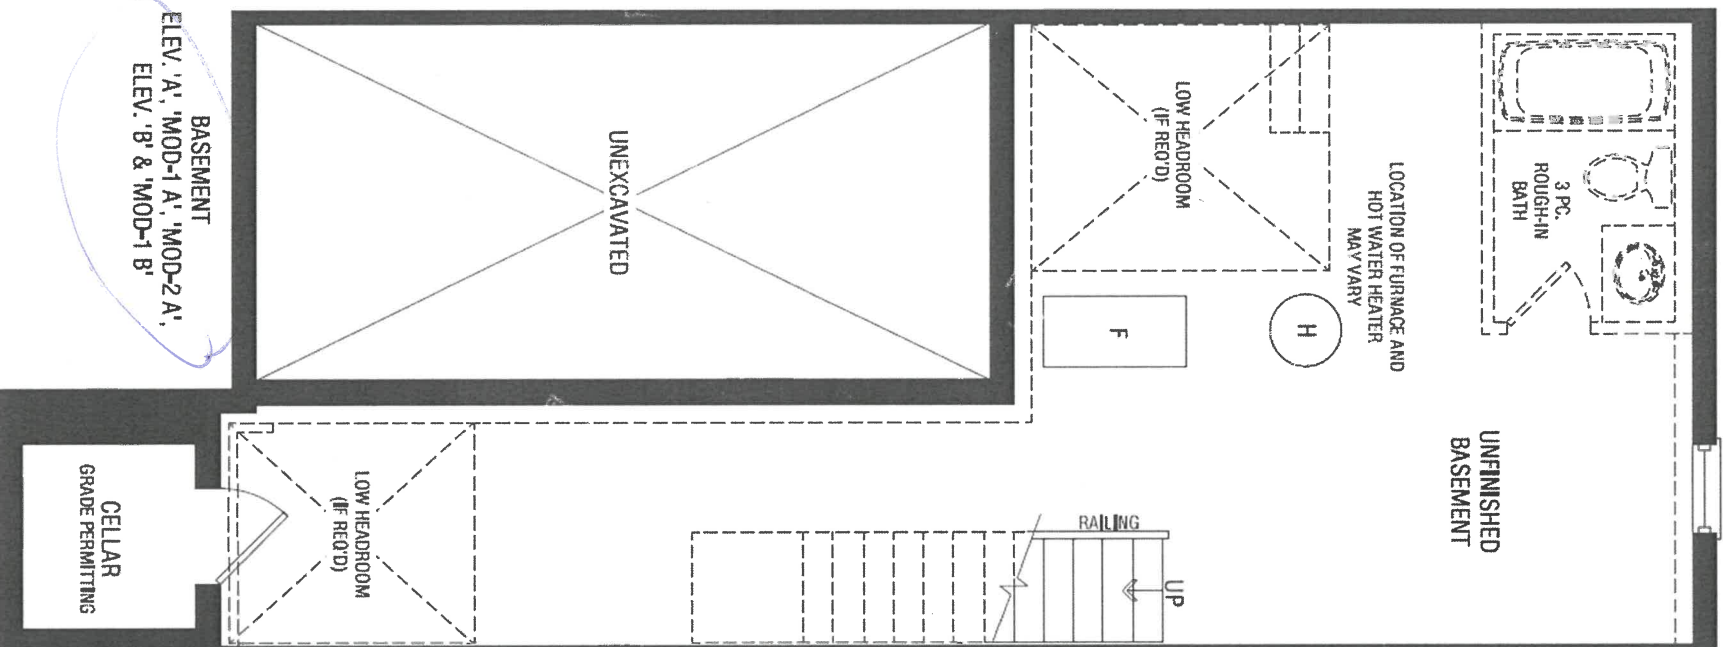 3 PC.
ROUGH-IN
BATH
UNFINISHED
BASEMENT
LOCATION OF FURNACE AND
HOT WATER HEATER
MAY VARY
H
F
LOW HEADROOM
(IF REQ'D)
UP
RAILING
UNEXCAVATED
LOW HEADROOM
(IF REQ'D)
CELLAR
GRADE PERMITTING
BASEMENT
ELEV. 'A', 'MOD-1 A', 'MOD-2 A',
ELEV. 'B' & 'MOD-1 B'